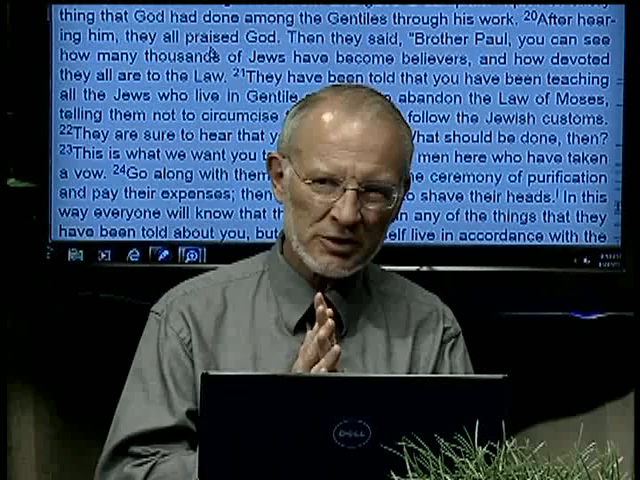 thing that God had done among the Gentiles through his work. 20After hear-
ing him, they all praised God. Then they said, "Brother Paul, you can see
how many thousands of Jews have become believers, and how devoted
they all are to the Law. 21They have been told that you have been teaching
all the Jews who live in Gentile abandon the Law of Moses,
telling them not to circumcise follow the Jewish customs.
22They are sure to hear that What should be done, then?
23This is what we want you men here who have taken
a vow. 24Go along with them ceremony of purification
and pay their expenses; then to shave their heads. In this
way everyone will know that any of the things that they
have been told about you, but live in accordance with the
DELL